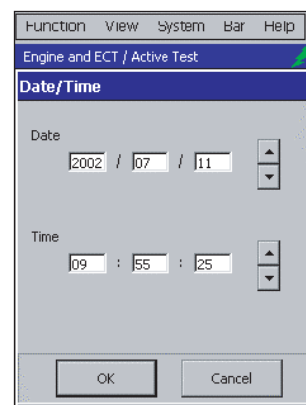 Function View System Bar Help
Engine and ECT / Active Test
Date/Time
Date
2002 / 07 / 11
Time
09 : 55 : 25
OK Cancel